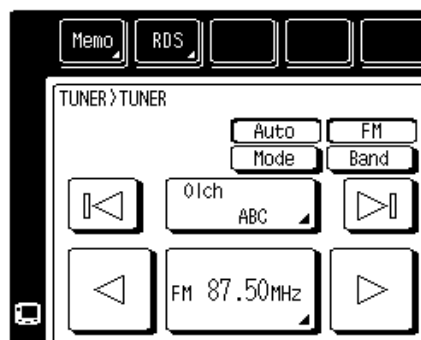 Memo RDS
TUNER〉TUNER
Auto FM
Mode Band
01ch
ABC
FM 87.50MHz